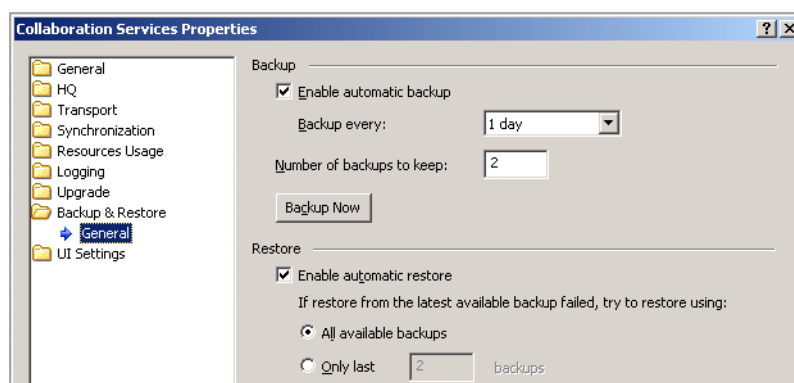 Collaboration Services Properties
General
HQ
Transport
Synchronization
Resources Usage
Logging
Upgrade
Backup & Restore
General
UI Settings
Backup
Enable automatic backup
Backup every: 1 day
Number of backups to keep: 2
Backup Now
Restore
Enable automatic restore
If restore from the latest available backup failed, try to restore using:
All available backups
Only last 2 backups